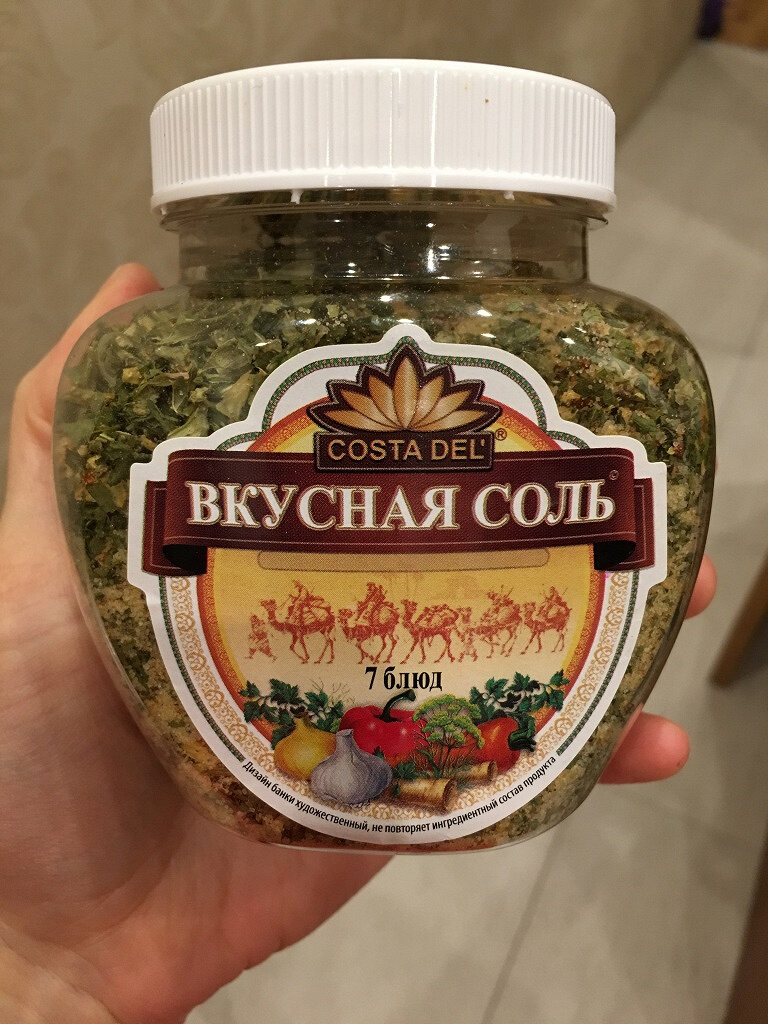 COSTA DEL'®
ВКУСНАЯ СОЛЬ©
7 блюд
Дизайн банки художественный, не повторяет ингредиентный состав продукта